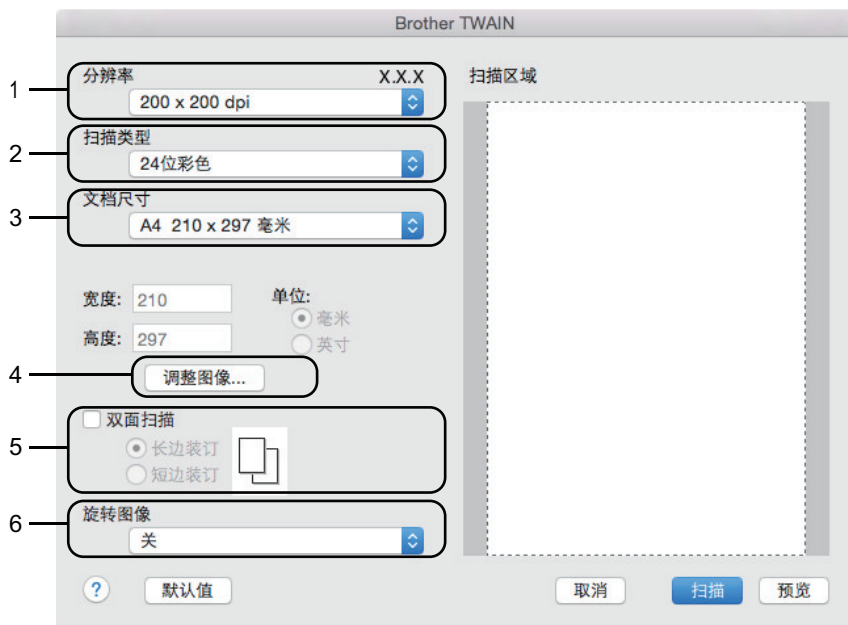 Brother TWAIN
1
分辨率 X.X.X
200 x 200 dpi
扫描区域
2
扫描类型
24位彩色
3
文档尺寸
A4 210 x 297 毫米
宽度: 210 单位:
毫米
高度: 297
英寸
4
调整图像...
双面扫描
5
长边装订
短边装订
旋转图像
6
关
? 默认值 取消 扫描 预览